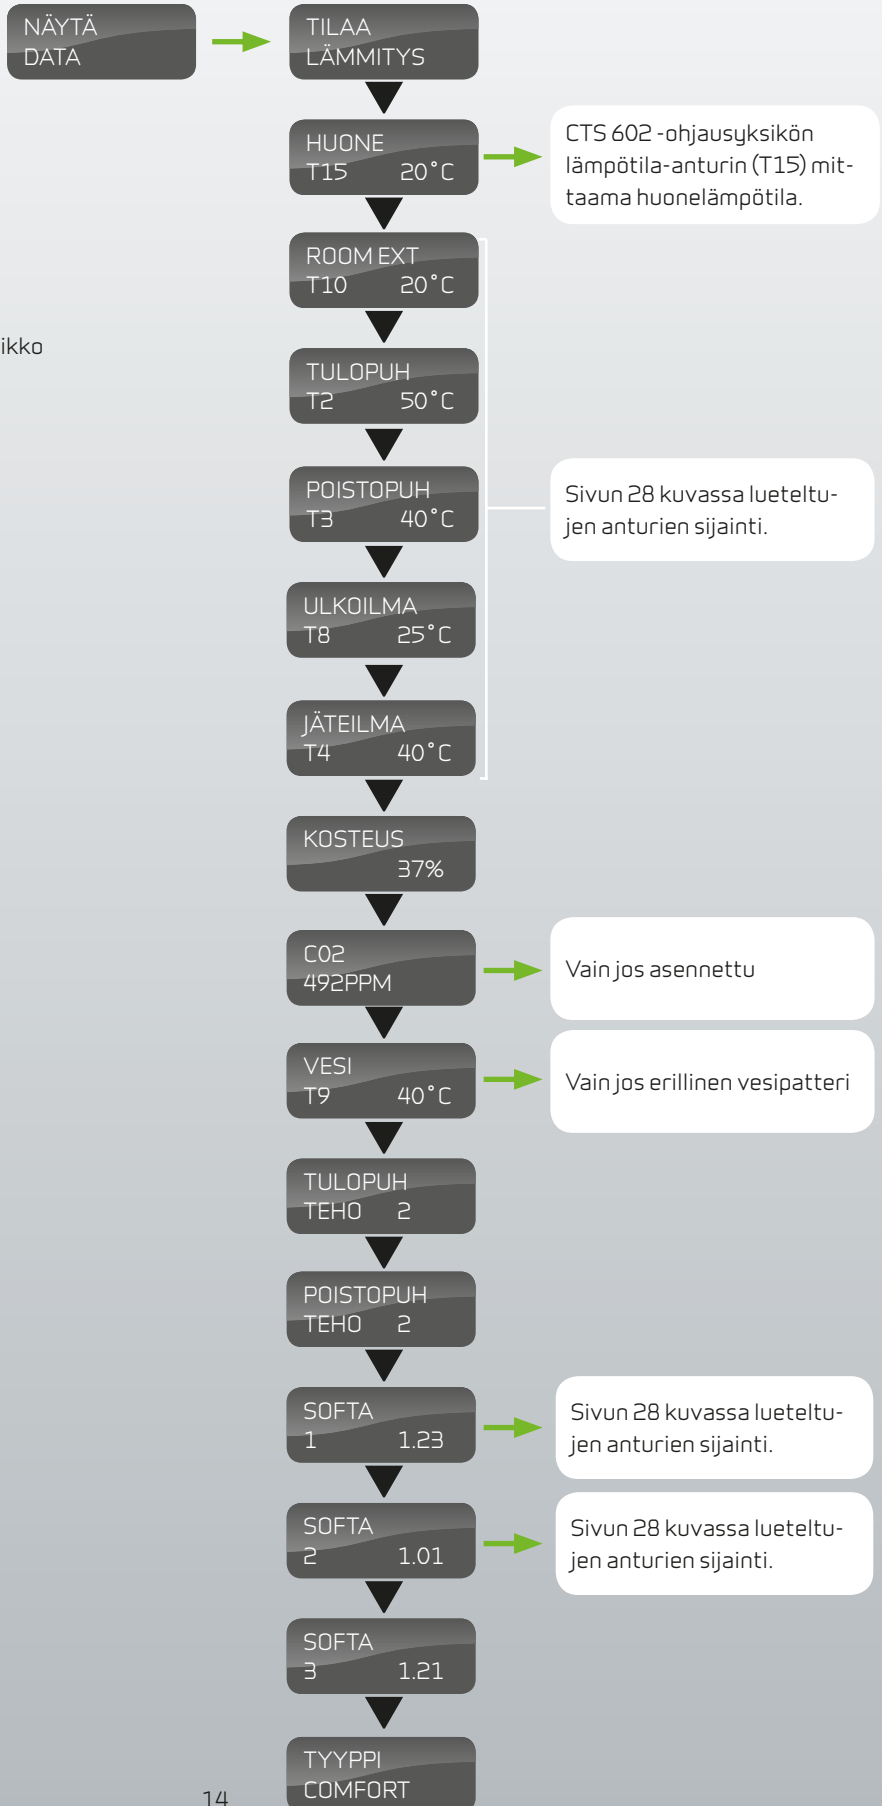 NÄYTÄ
DATA
TILAA
LÄMMITYS
HUONE
T15 20°C
CTS 602 -ohjausyksikön
lämpötila-anturin (T15) mit-
taama huonelämpötila.
ROOM EXT
T10 20°C
ikko
TULOPUH
T2 50°C
POISTOPUH
T3 40°C
Sivun 28 kuvassa lueteltu-
jen anturien sijainti.
ULKOILMA
T8 25°C
JÄTEILMA
T4 40°C
KOSTEUS
37%
CO2
492PPM
Vain jos asennettu
VESI
T9 40°C
Vain jos erillinen vesipatteri
TULOPUH
TEHO 2
POISTOPUH
TEHO 2
SOFTA
1 1.23
Sivun 28 kuvassa lueteltu-
jen anturien sijainti.
SOFTA
2 1.01
Sivun 28 kuvassa lueteltu-
jen anturien sijainti.
SOFTA
3 1.21
TYYPPI
COMFORT
14